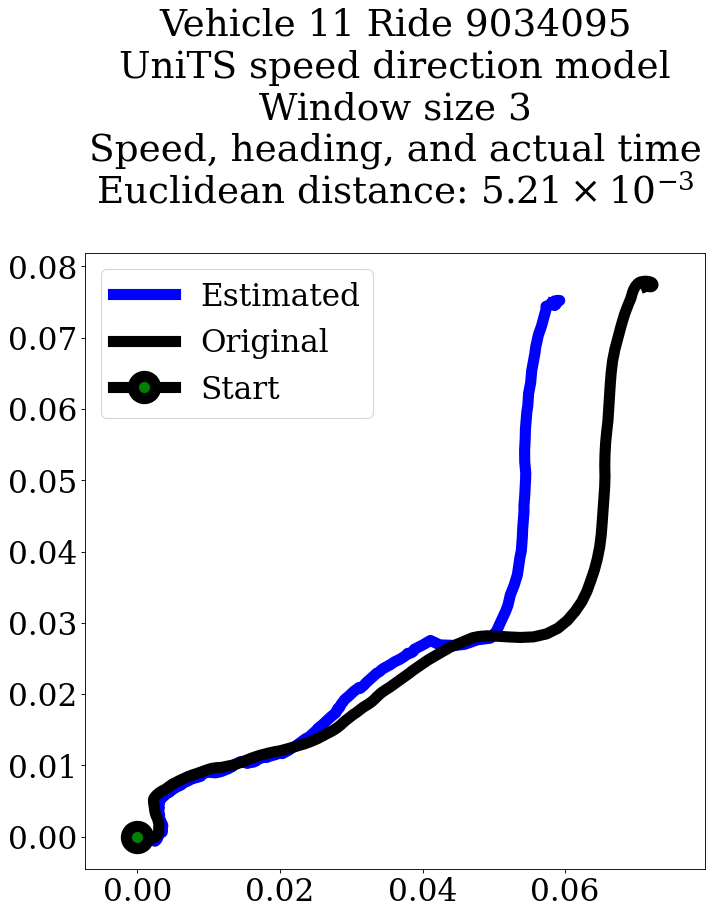 Vehicle 11 Ride 9034095
UniTS speed direction model
Window size 3
Speed, heading, and actual time
Euclidean distance: 5.21 × 10⁻³
0.08
Estimated
0.07
Original
0.06
Start
0.05
0.04
0.03
0.02
0.01
0.00
0.00 0.02 0.04 0.06